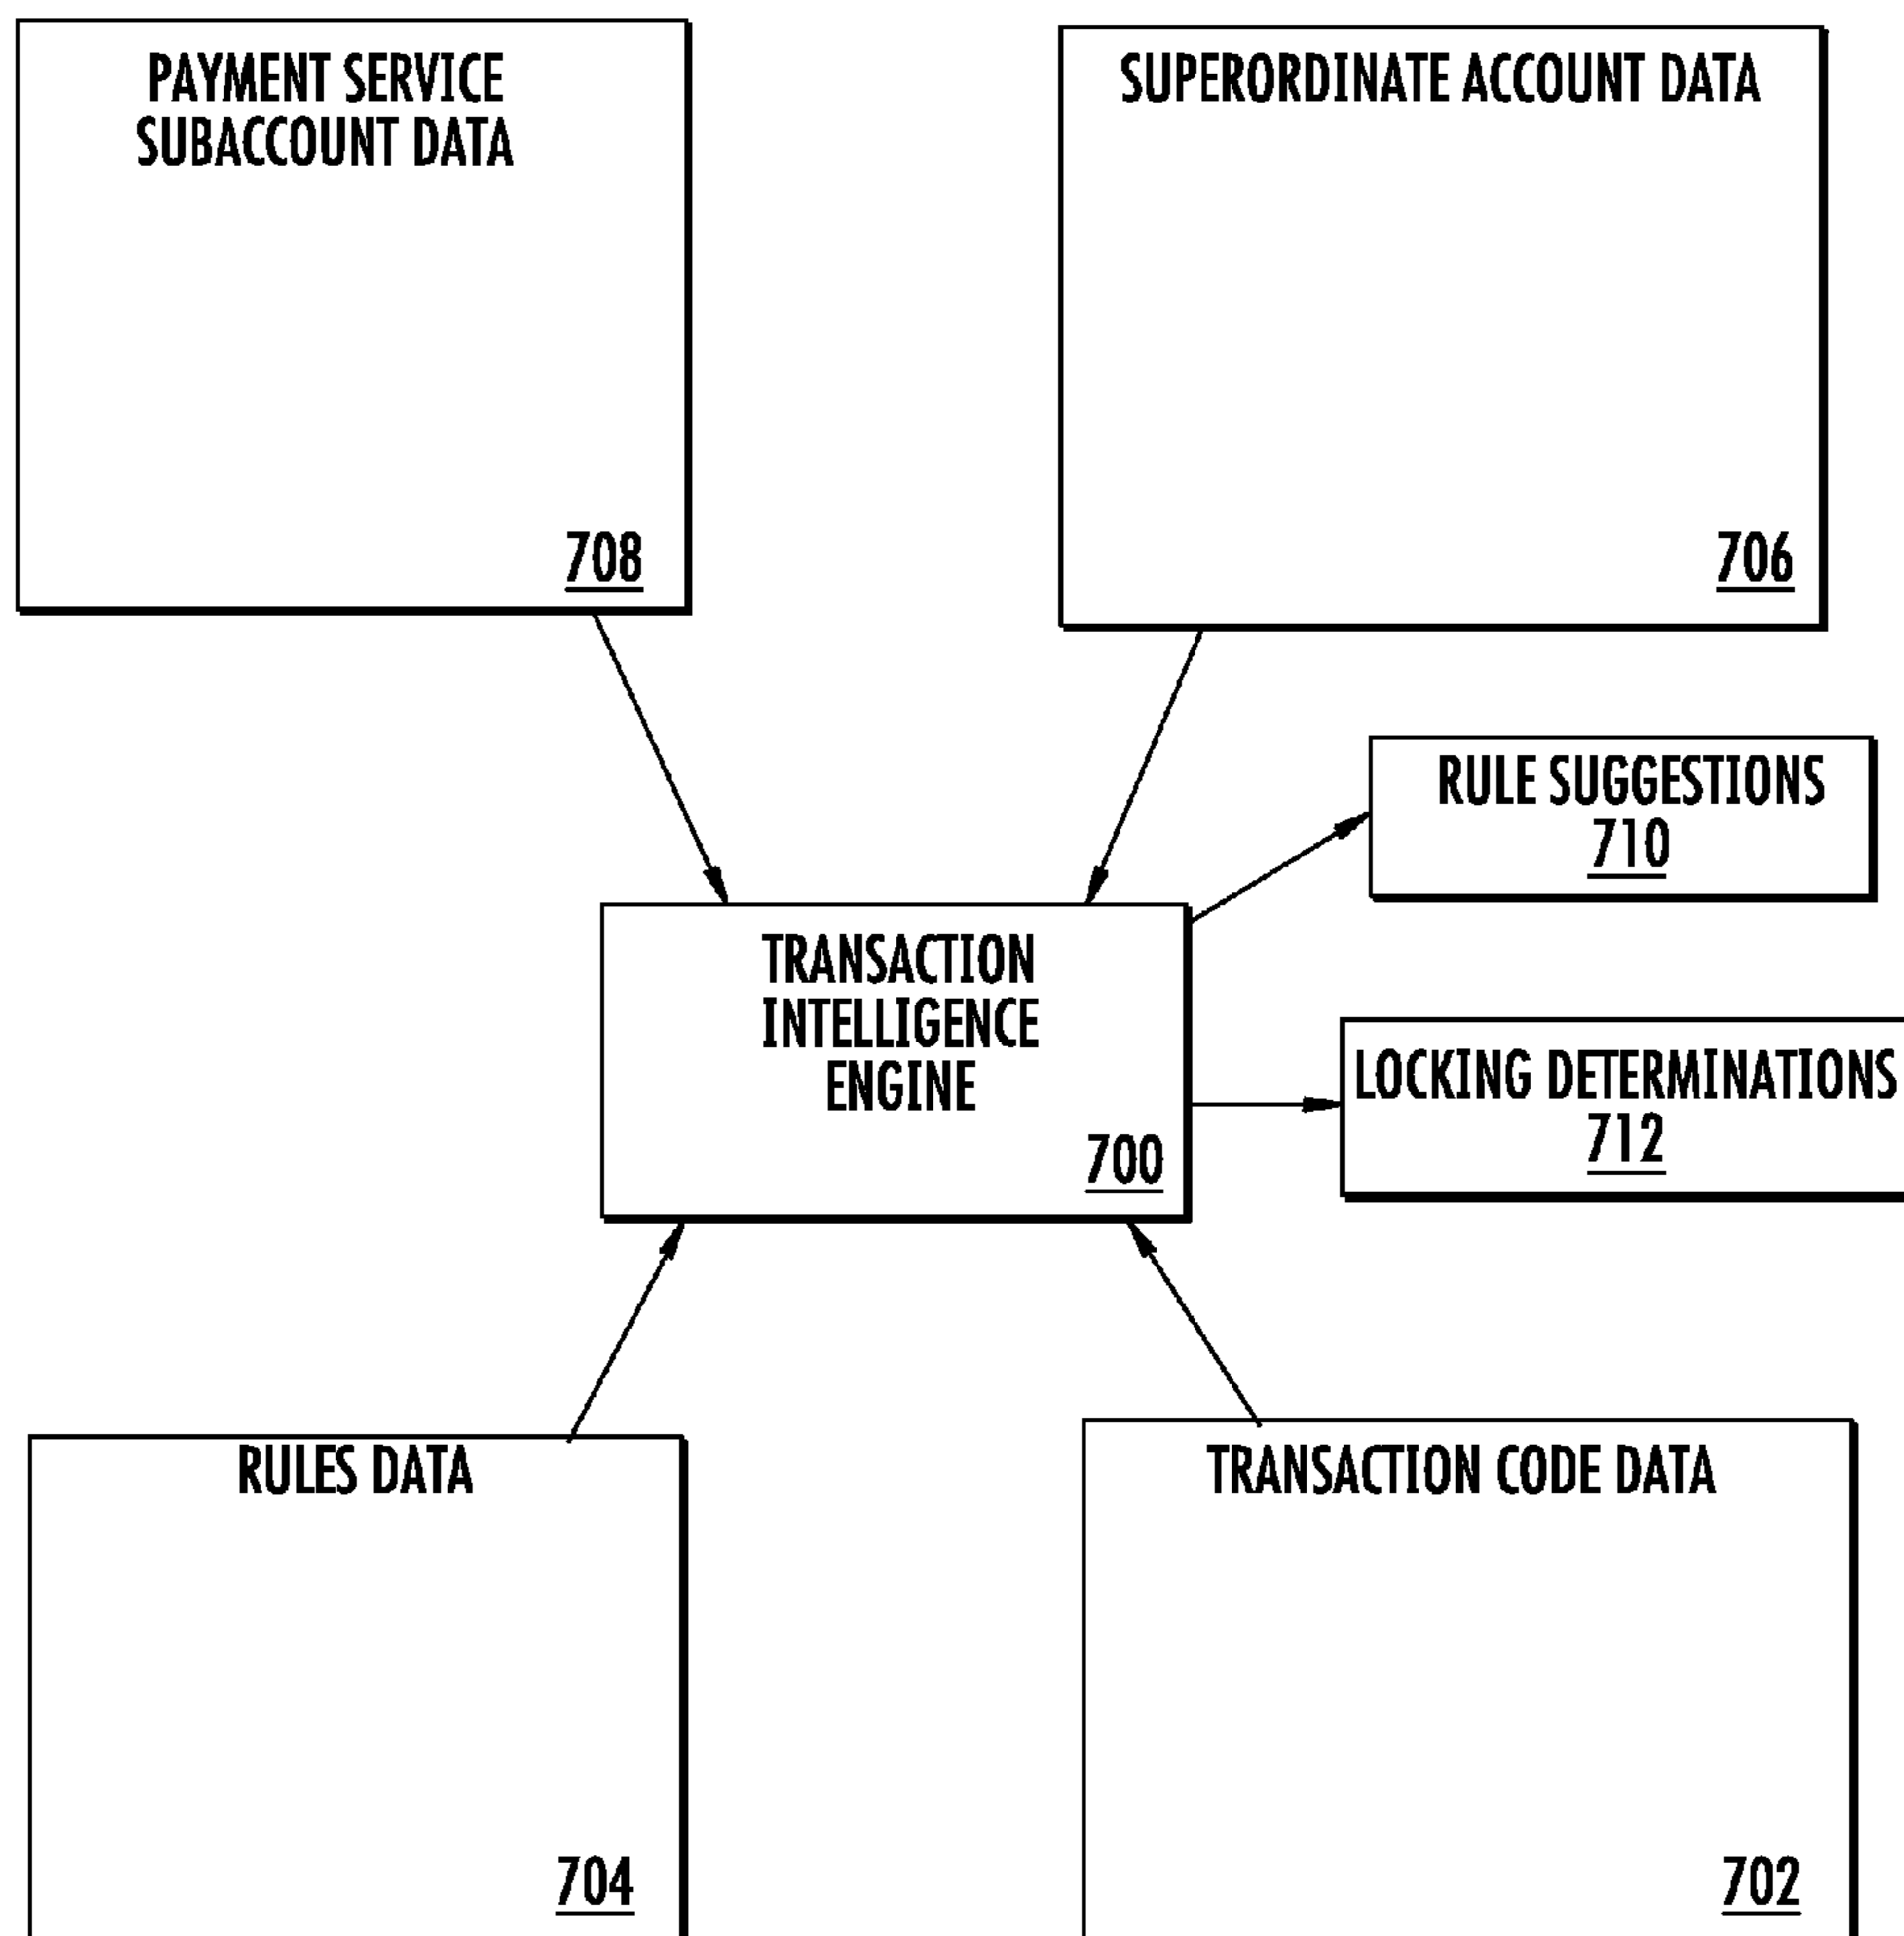 PAYMENT SERVICE
SUBACCOUNT DATA
708
SUPERORDINATE ACCOUNT DATA
706
RULE SUGGESTIONS
710
TRANSACTION
INTELLIGENCE
ENGINE
700
LOCKING DETERMINATIONS
712
RULES DATA
704
TRANSACTION CODE DATA
702